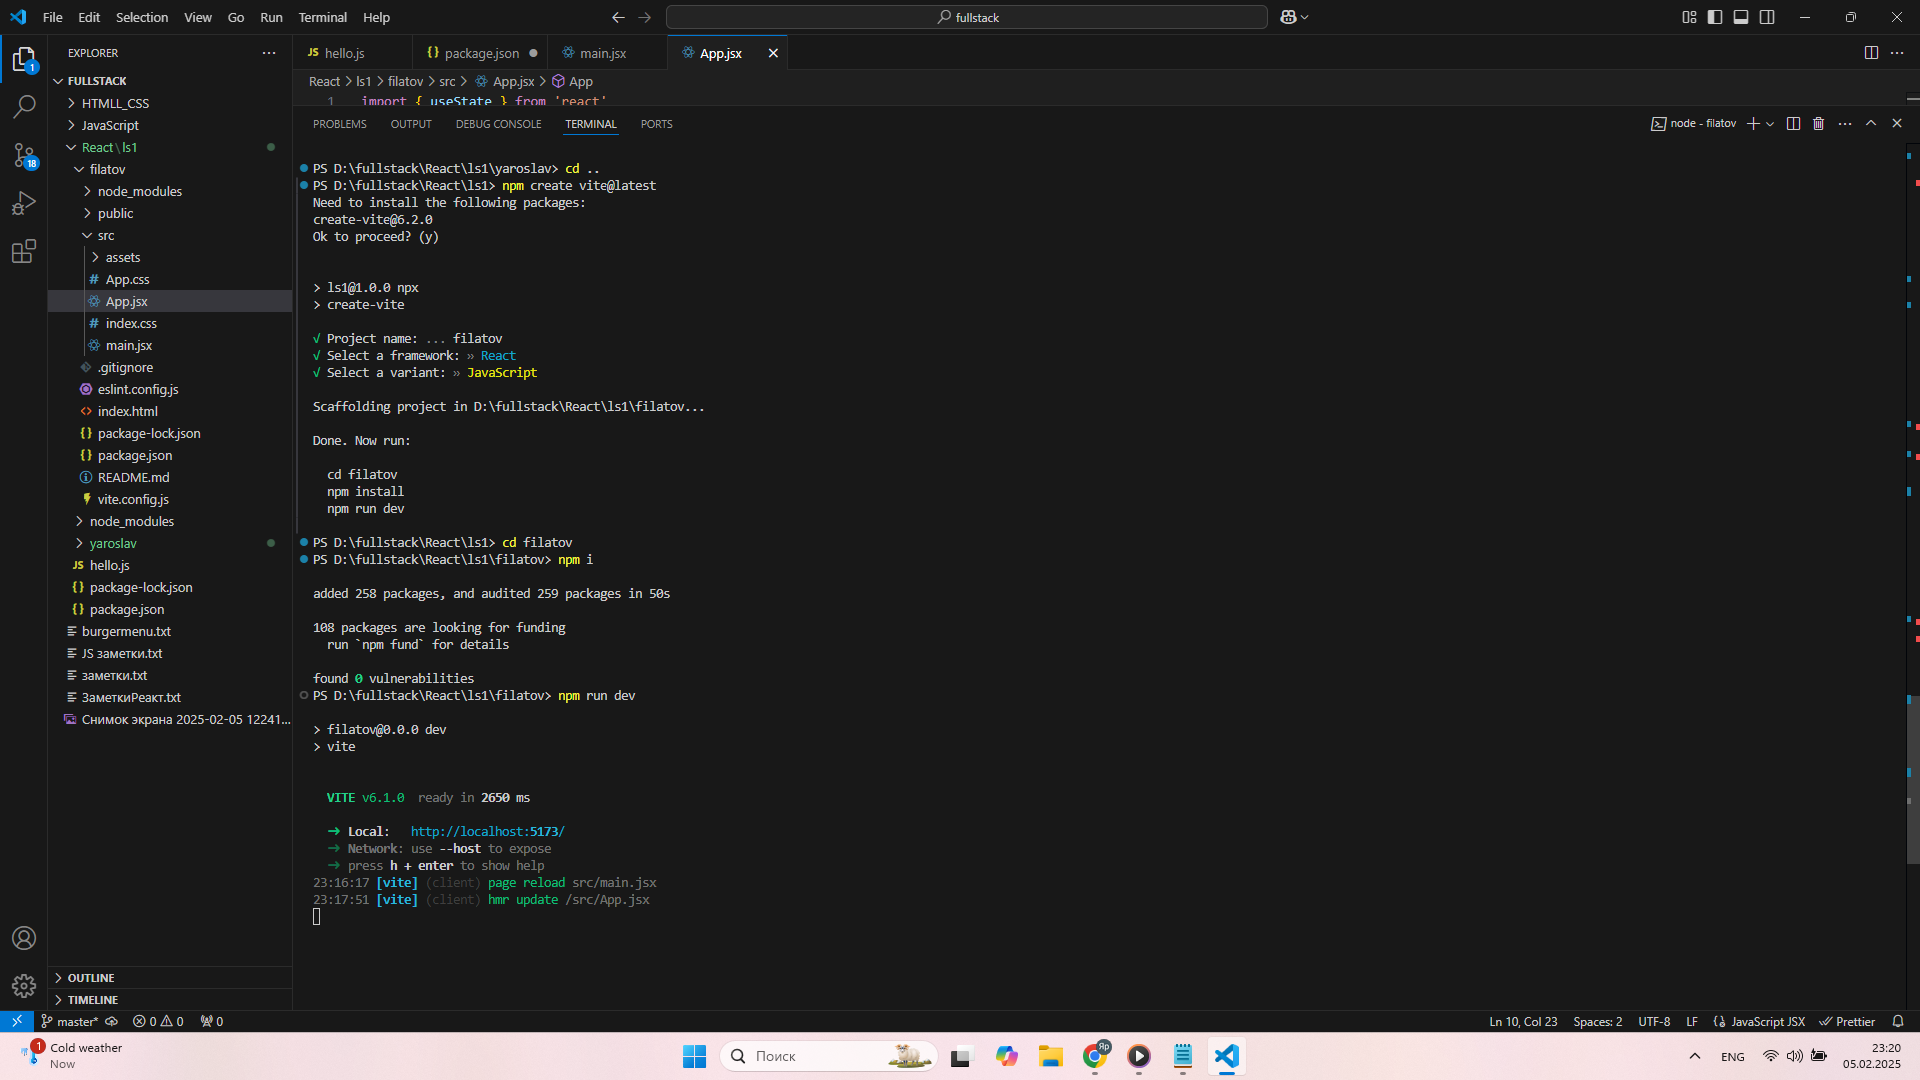 File Edit Selection View Go Run Terminal Help
fullstack
EXPLORER
FULLSTACK
HTMLL_CSS
JavaScript
React\ls1
filatov
node_modules
public
src
assets
App.css
App.jsx
index.css
main.jsx
.gitignore
eslint.config.js
index.html
package-lock.json
package.json
README.md
vite.config.js
node_modules
yaroslav
hello.js
package-lock.json
package.json
burgermenu.txt
JS заметки.txt
заметки.txt
ЗаметкиРеакт.txt
Снимок экрана 2025-02-05 12241...
OUTLINE
TIMELINE
1
18
hello.js
package.json
main.jsx
App.jsx
React > ls1 > filatov > src > App.jsx > App
1 import { useState } from 'react'
PROBLEMS OUTPUT DEBUG CONSOLE TERMINAL PORTS
node - filatov
PS D:\fullstack\React\ls1\yaroslav> cd ..
PS D:\fullstack\React\ls1> npm create vite@latest
Need to install the following packages:
create-vite@6.2.0
Ok to proceed? (y)
> ls1@1.0.0 npx
> create-vite
√ Project name: ... filatov
√ Select a framework: » React
√ Select a variant: » JavaScript
Scaffolding project in D:\fullstack\React\ls1\filatov...
Done. Now run:
cd filatov
npm install
npm run dev
PS D:\fullstack\React\ls1> cd filatov
PS D:\fullstack\React\ls1\filatov> npm i
added 258 packages, and audited 259 packages in 50s
108 packages are looking for funding
run `npm fund` for details
found 0 vulnerabilities
PS D:\fullstack\React\ls1\filatov> npm run dev
> filatov@0.0.0 dev
> vite
VITE v6.1.0 ready in 2650 ms
➜ Local: http://localhost:5173/
➜ Network: use --host to expose
➜ press h + enter to show help
23:16:17 [vite] (client) page reload src/main.jsx
23:17:51 [vite] (client) hmr update /src/App.jsx
master* 0 0 0
Ln 10, Col 23 Spaces: 2 UTF-8 LF JavaScript JSX Prettier
1 Cold weather
Now
Поиск
Яр
ENG
23:20
05.02.2025